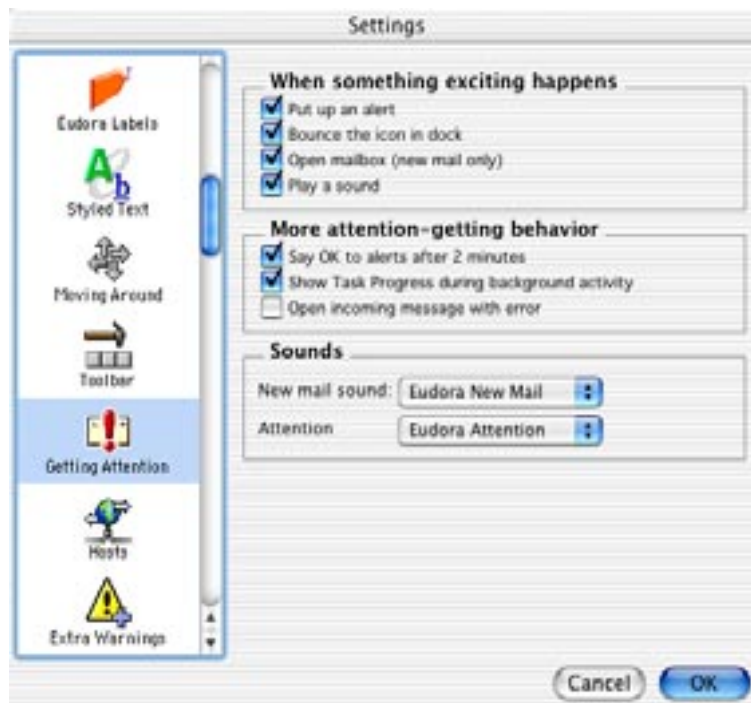 Settings
Eudora Labels
Styled Text
Moving Around
Toolbar
Getting Attention
Hosts
Extra Warnings
When something exciting happens
Put up an alert
Bounce the icon in dock
Open mailbox (new mail only)
Play a sound
More attention-getting behavior
Say OK to alerts after 2 minutes
Show Task Progress during background activity
Open incoming message with error
Sounds
New mail sound: Eudora New Mail
Attention Eudora Attention
Cancel OK